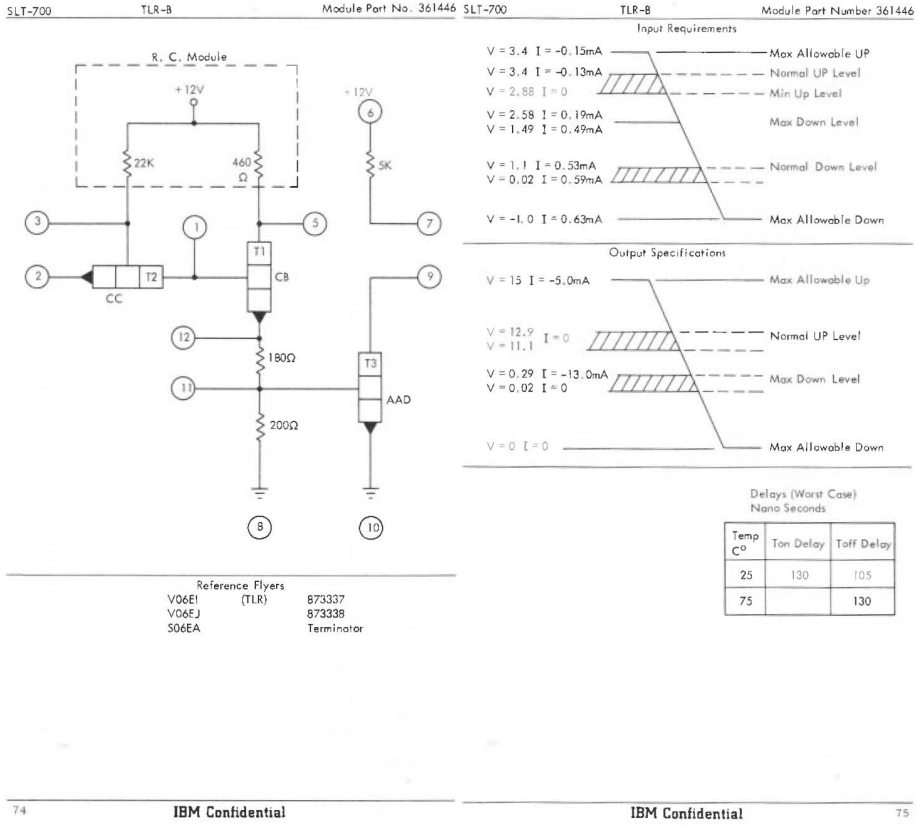 SLT-700 TLR-B Module Part No. 361446
R. C. Module
+12V
22K
460
Ω
+12V
6
5K
3
1
5
7
T1
2
T2
CB
9
CC
12
180Ω
T3
11
AAD
200Ω
8
10
Reference Flyers
V06EI (TLR) 873337
V06EJ 873338
S06EA Terminator
74 IBM Confidential
SLT-700 TLR-B Module Part Number 361446
Input Requirements
V = 3.4 I = -0.15mA Max Allowable UP
V = 3.4 I = -0.13mA Normal UP Level
V = 2.88 I = 0 Min Up Level
V = 2.58 I = 0.19mA
Max Down Level
V = 1.49 I = 0.49mA
V = 1.1 I = 0.53mA Normal Down Level
V = 0.02 I = 0.59mA
V = -1.0 I = 0.63mA Max Allowable Down
Output Specifications
V = 15 I = -5.0mA Max Allowable Up
V = 12.9
I = 0 Normal UP Level
V = 11.1
V = 0.29 I = -13.0mA Max Down Level
V = 0.02 I = 0
V = 0 I = 0 Max Allowable Down
Delays (Worst Case)
Nano Seconds
Temp
C° Ton Delay Toff Delay
25 130 105
75 130
IBM Confidential 75